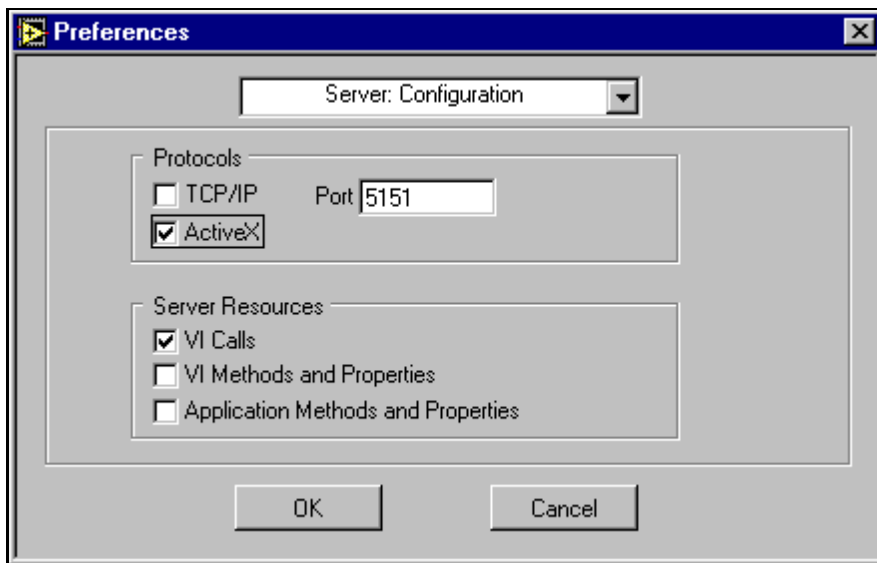 Preferences
Server: Configuration
Protocols
TCP/IP Port 5151
ActiveX
Server Resources
VI Calls
VI Methods and Properties
Application Methods and Properties
OK Cancel